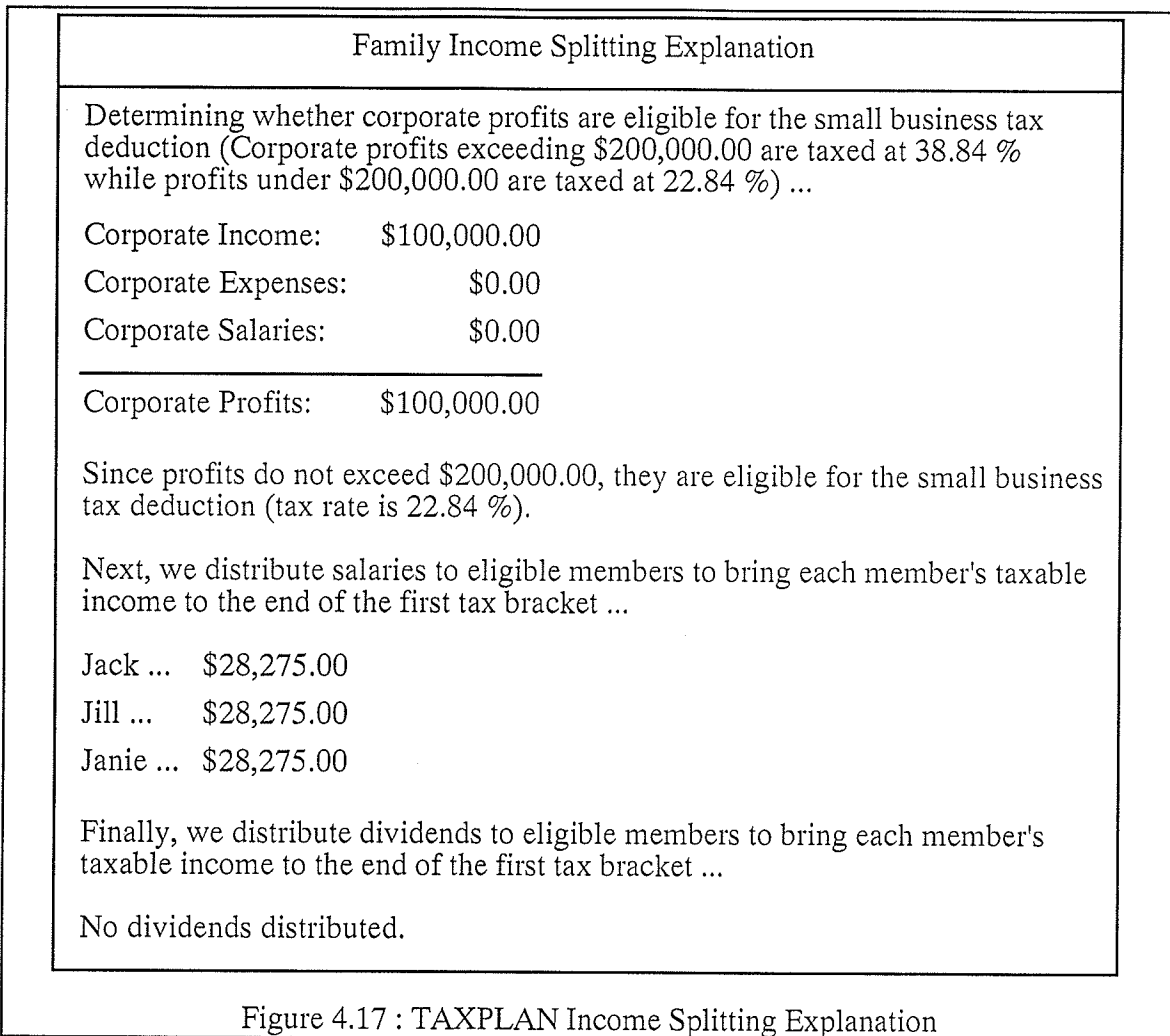 Family Income Splitting Explanation
Determining whether corporate profits are eligible for the small business tax
deduction (Corporate profits exceeding $200,000.00 are taxed at 38.84 %
while profits under $200,000.00 are taxed at 22.84 %) ...
Corporate Income: $100,000.00
Corporate Expenses: $0.00
Corporate Salaries: $0.00
Corporate Profits: $100,000.00
Since profits do not exceed $200,000.00, they are eligible for the small business
tax deduction (tax rate is 22.84 %).
Next, we distribute salaries to eligible members to bring each member's taxable
income to the end of the first tax bracket ...
Jack ... $28,275.00
Jill ... $28,275.00
Janie ... $28,275.00
Finally, we distribute dividends to eligible members to bring each member's
taxable income to the end of the first tax bracket ...
No dividends distributed.
Figure 4.17 : TAXPLAN Income Splitting Explanation